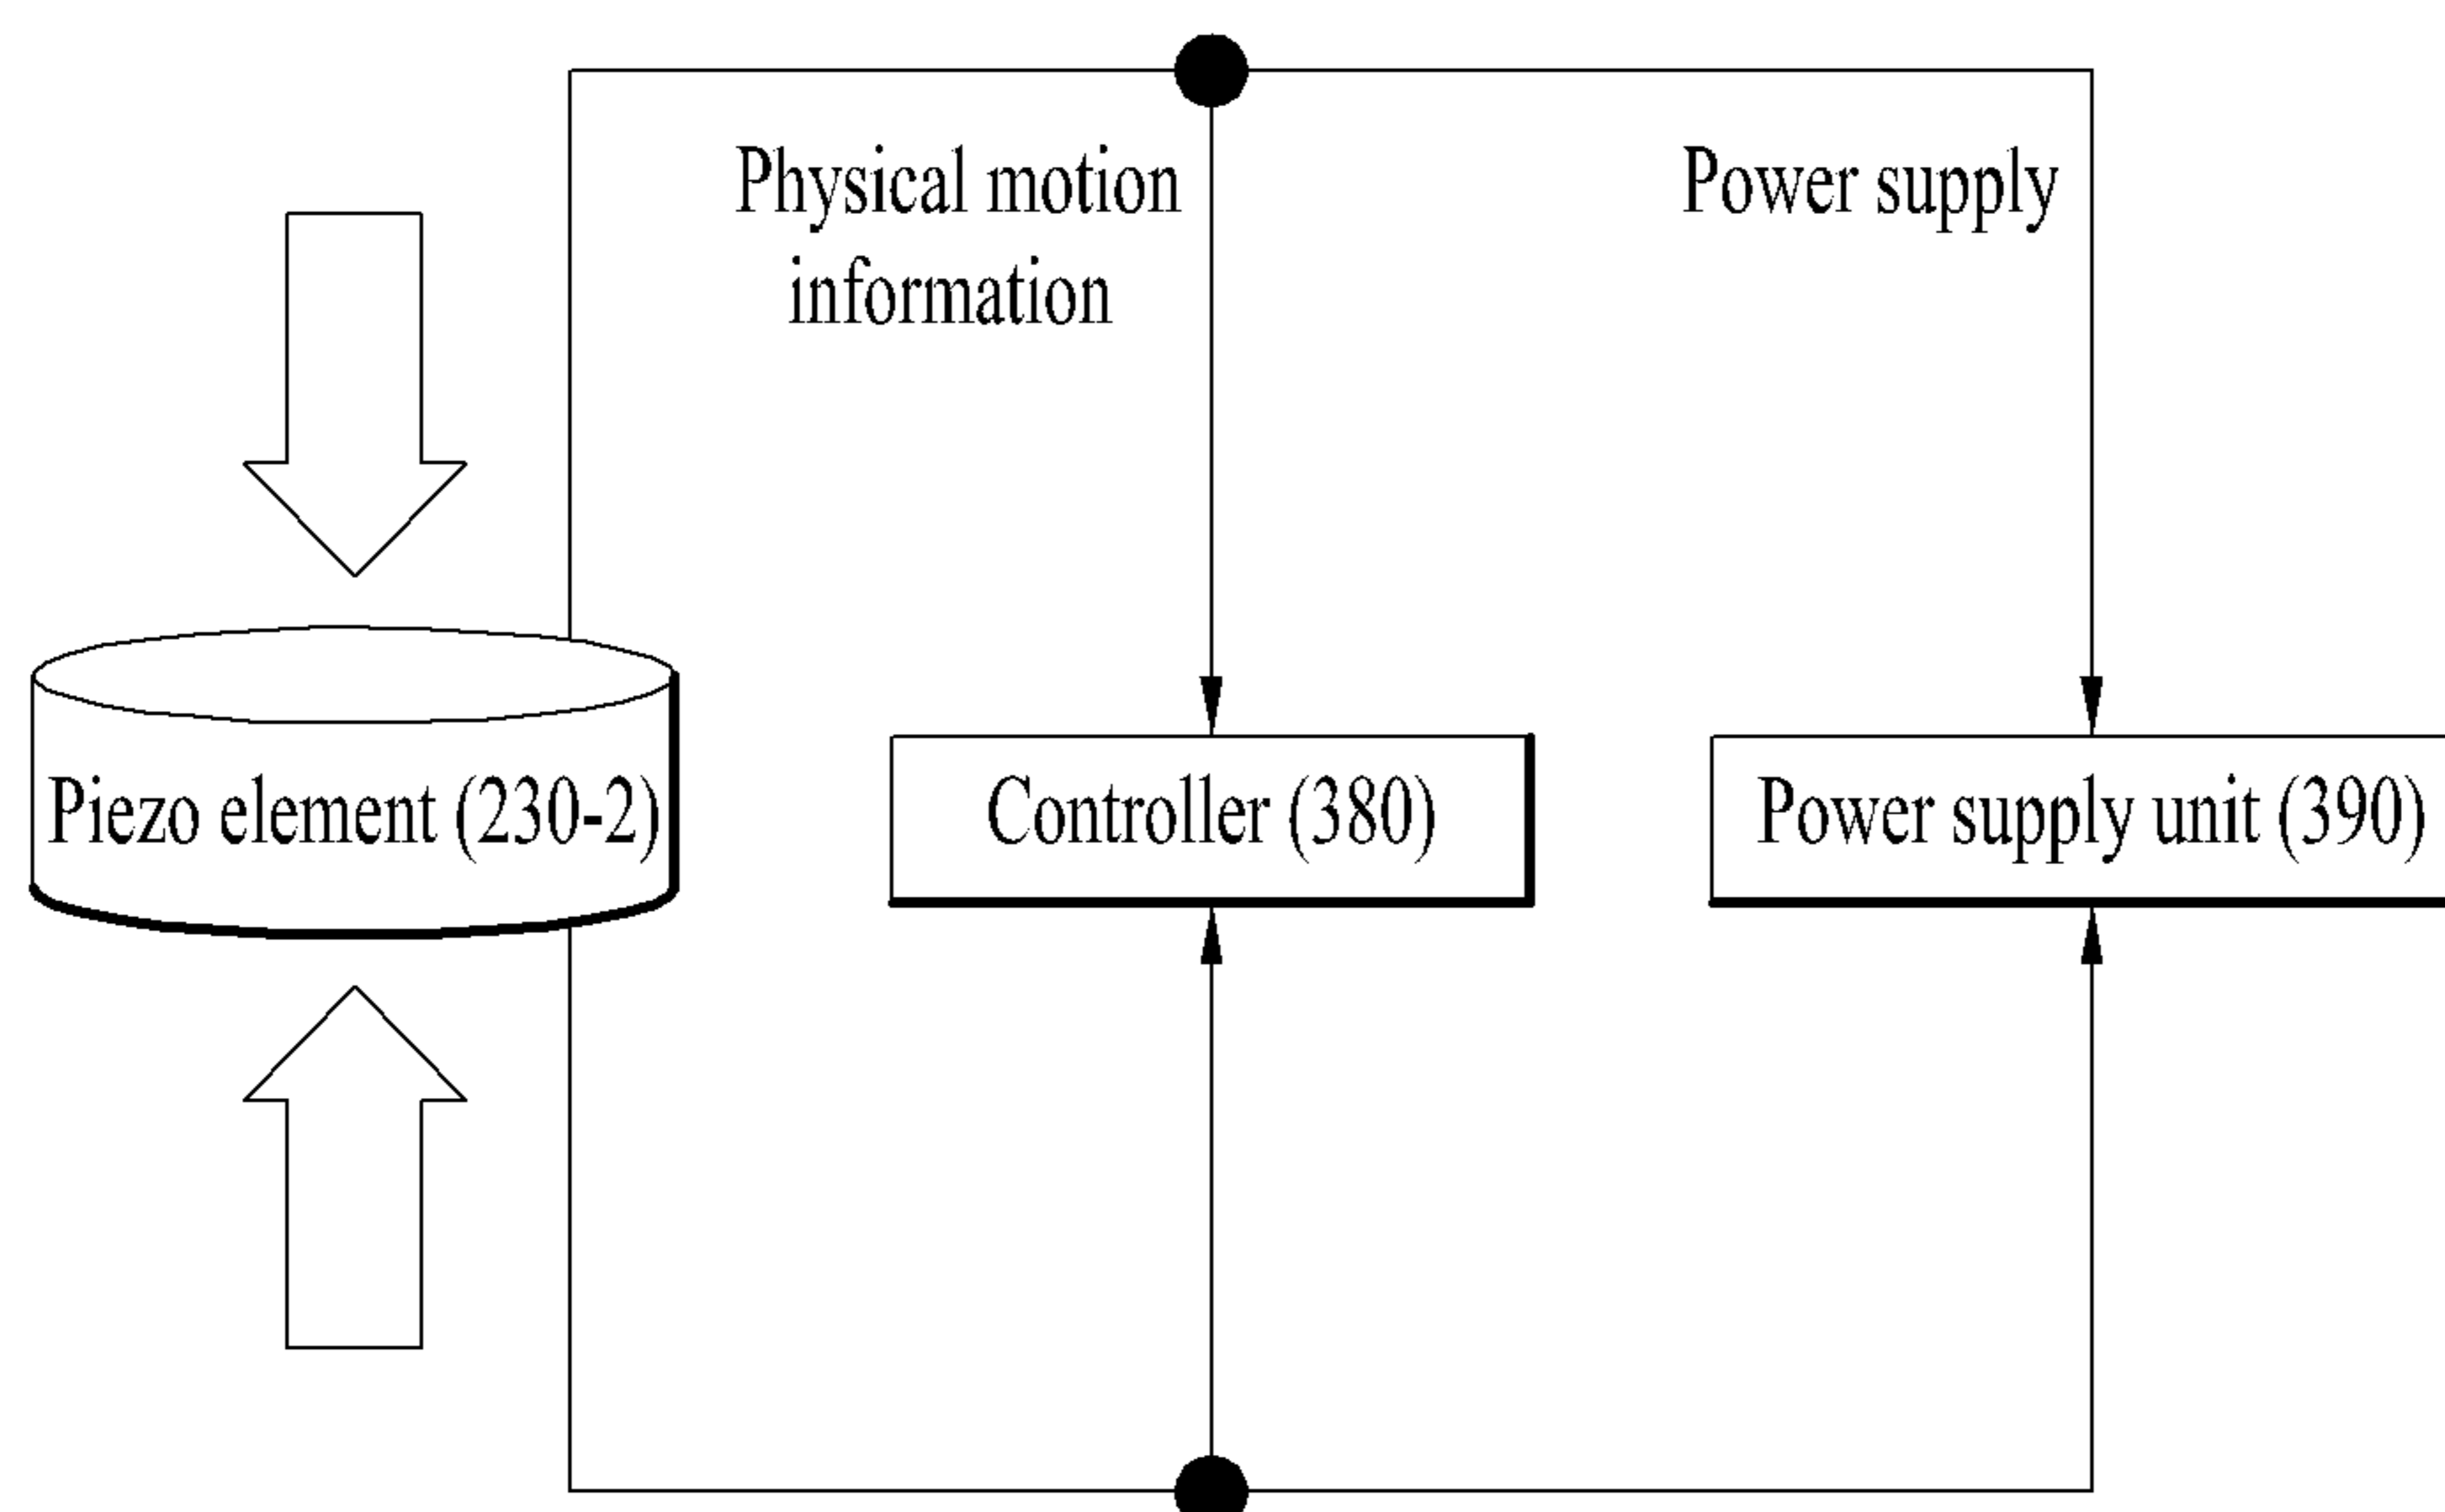 Physical motion
information
Power supply
Piezo element (230-2)
Controller (380)
Power supply unit (390)